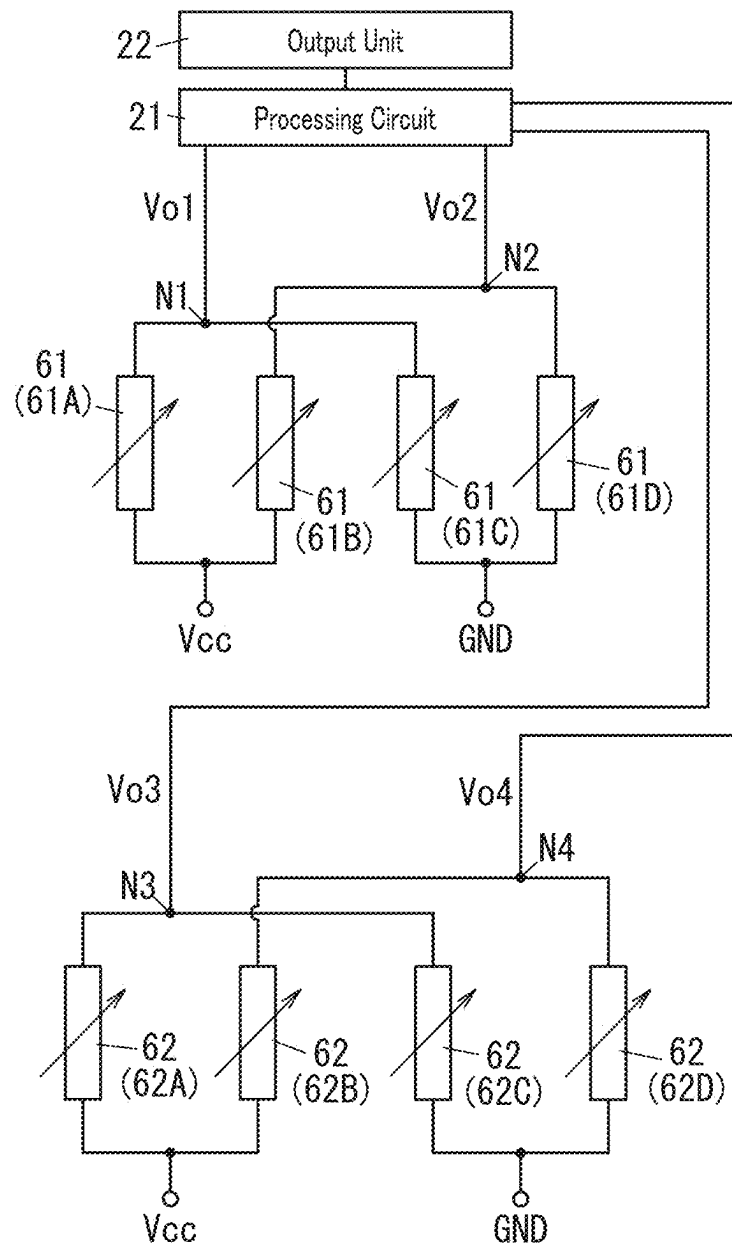 22
Output Unit
21
Processing Circuit
Vo1
Vo2
N2
N1
61
(61A)
61
(61B)
61
(61C)
61
(61D)
Vcc
GND
Vo3
Vo4
N4
N3
62
(62A)
62
(62B)
62
(62C)
62
(62D)
Vcc
GND